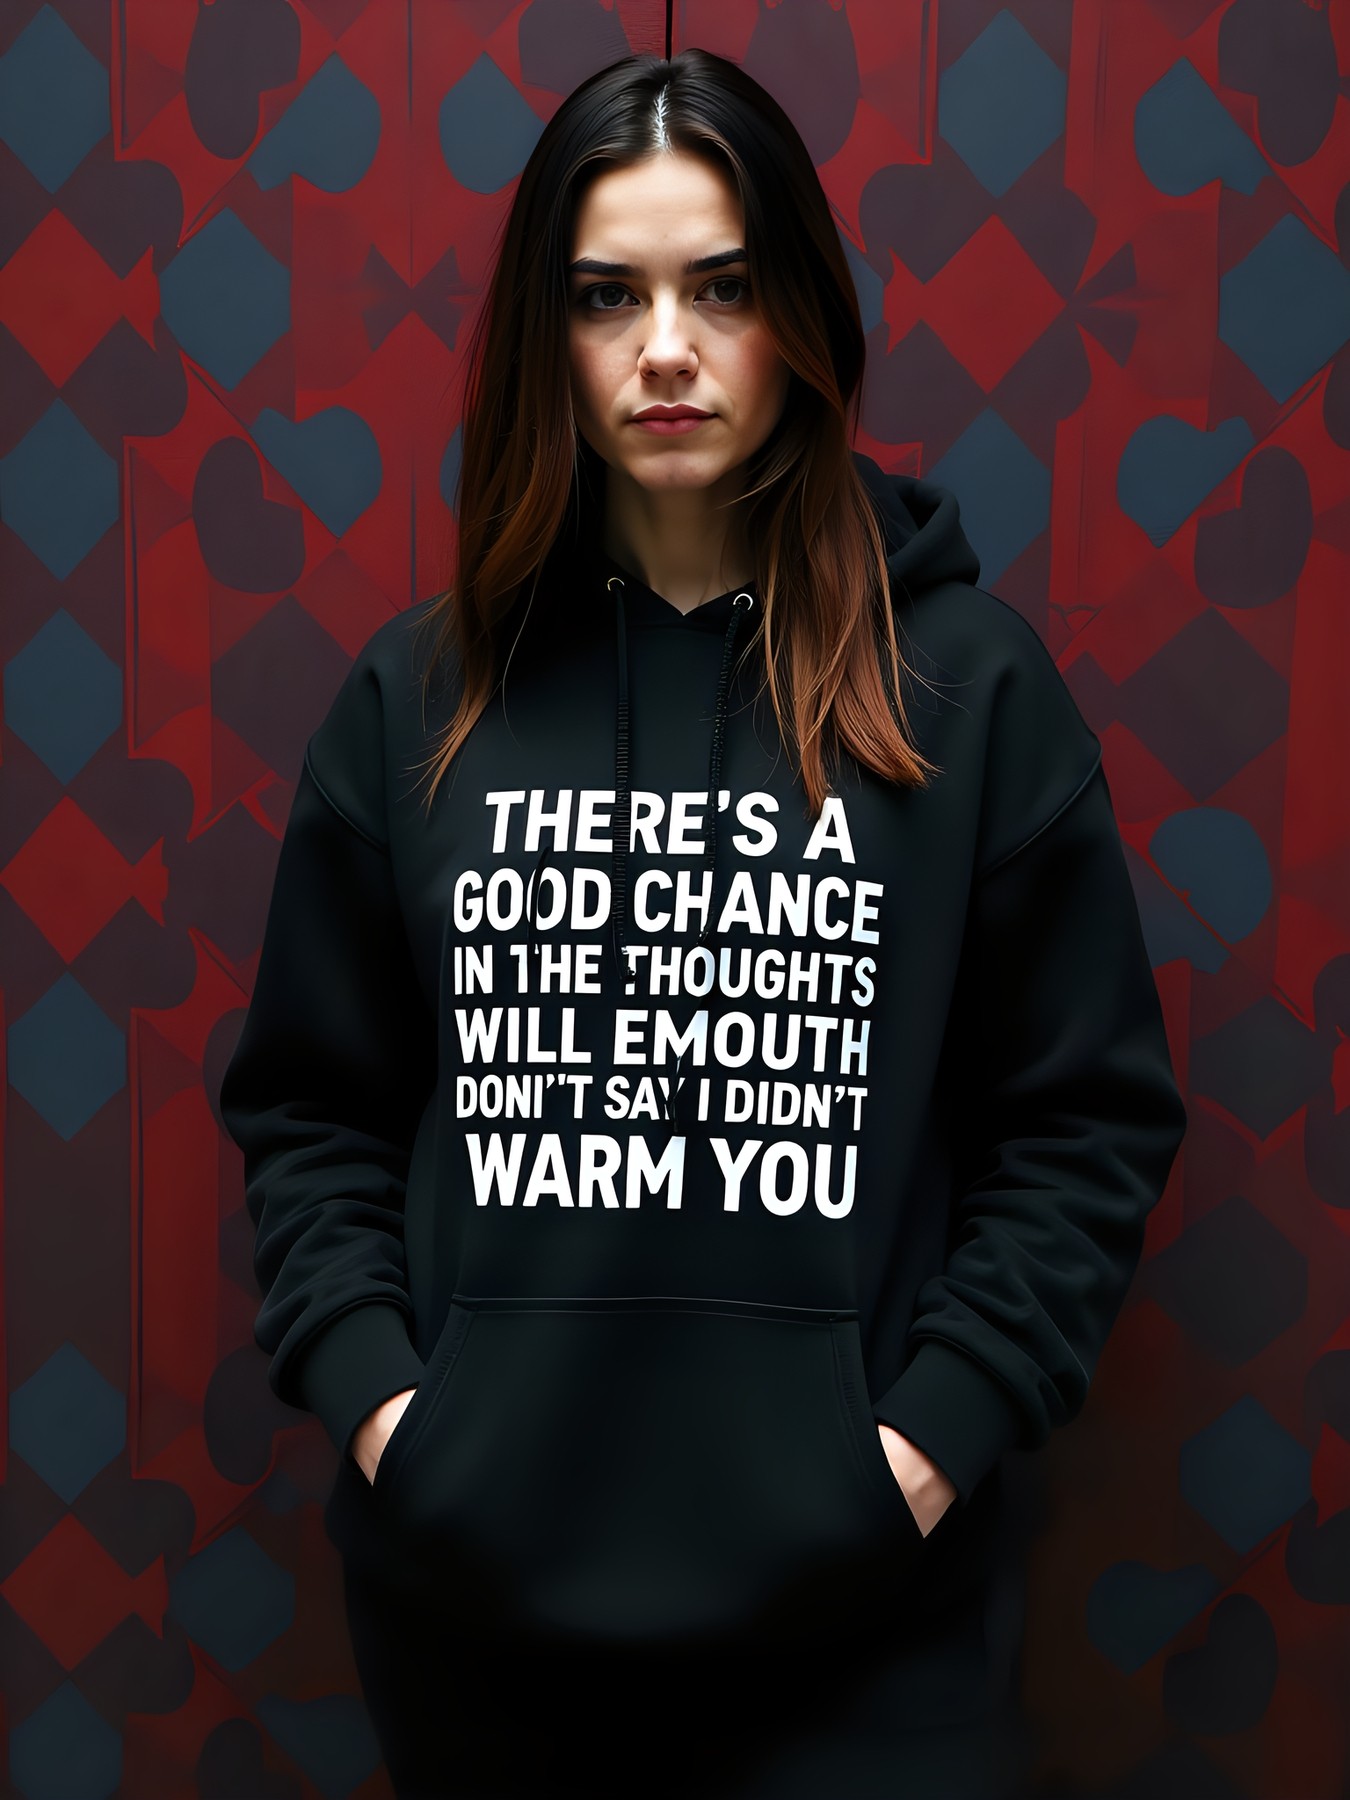 THERE'S A
GOOD CHANCE
IN THE THOUGHTS
WILL EMOUTH
DONI''T SAY I DIDN'T
WARM YOU